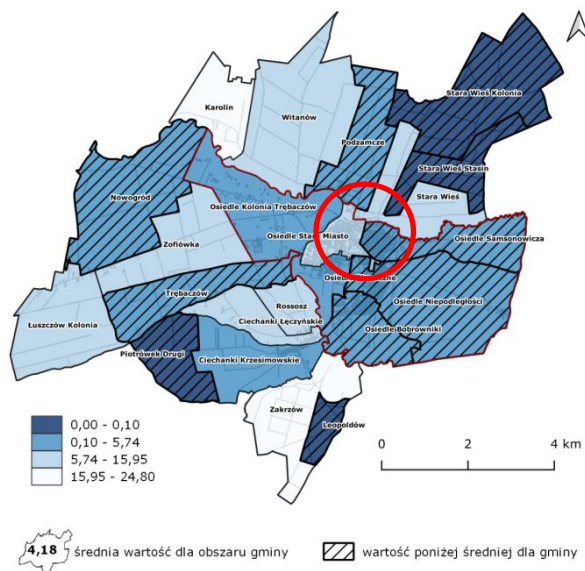 Karolin
Witanów
Stara Wieś Kolonia
Podzamcze
Stara Wieś Stasin
Nowogród
Stara Wieś
Osiedle Kolonia Trębaczów
Osiedle Stare Miasto
Osiedle Samsonowicza
Zofiówka
Osiedle
Osiedle Niepodległości
Trębaczów
Rossosz
Łuszczów Kolonia
Ciechanki Łęczyńskie
Osiedle Bobrowniki
Piotrówek Drugi
Ciechanki Krzesimowskie
Zakrzów
Leopoldów
0,00 - 0,10
0,10 - 5,74
5,74 - 15,95
15,95 - 24,80
0 2 4 km
4,18 średnia wartość dla obszaru gminy
wartość poniżej średniej dla gminy